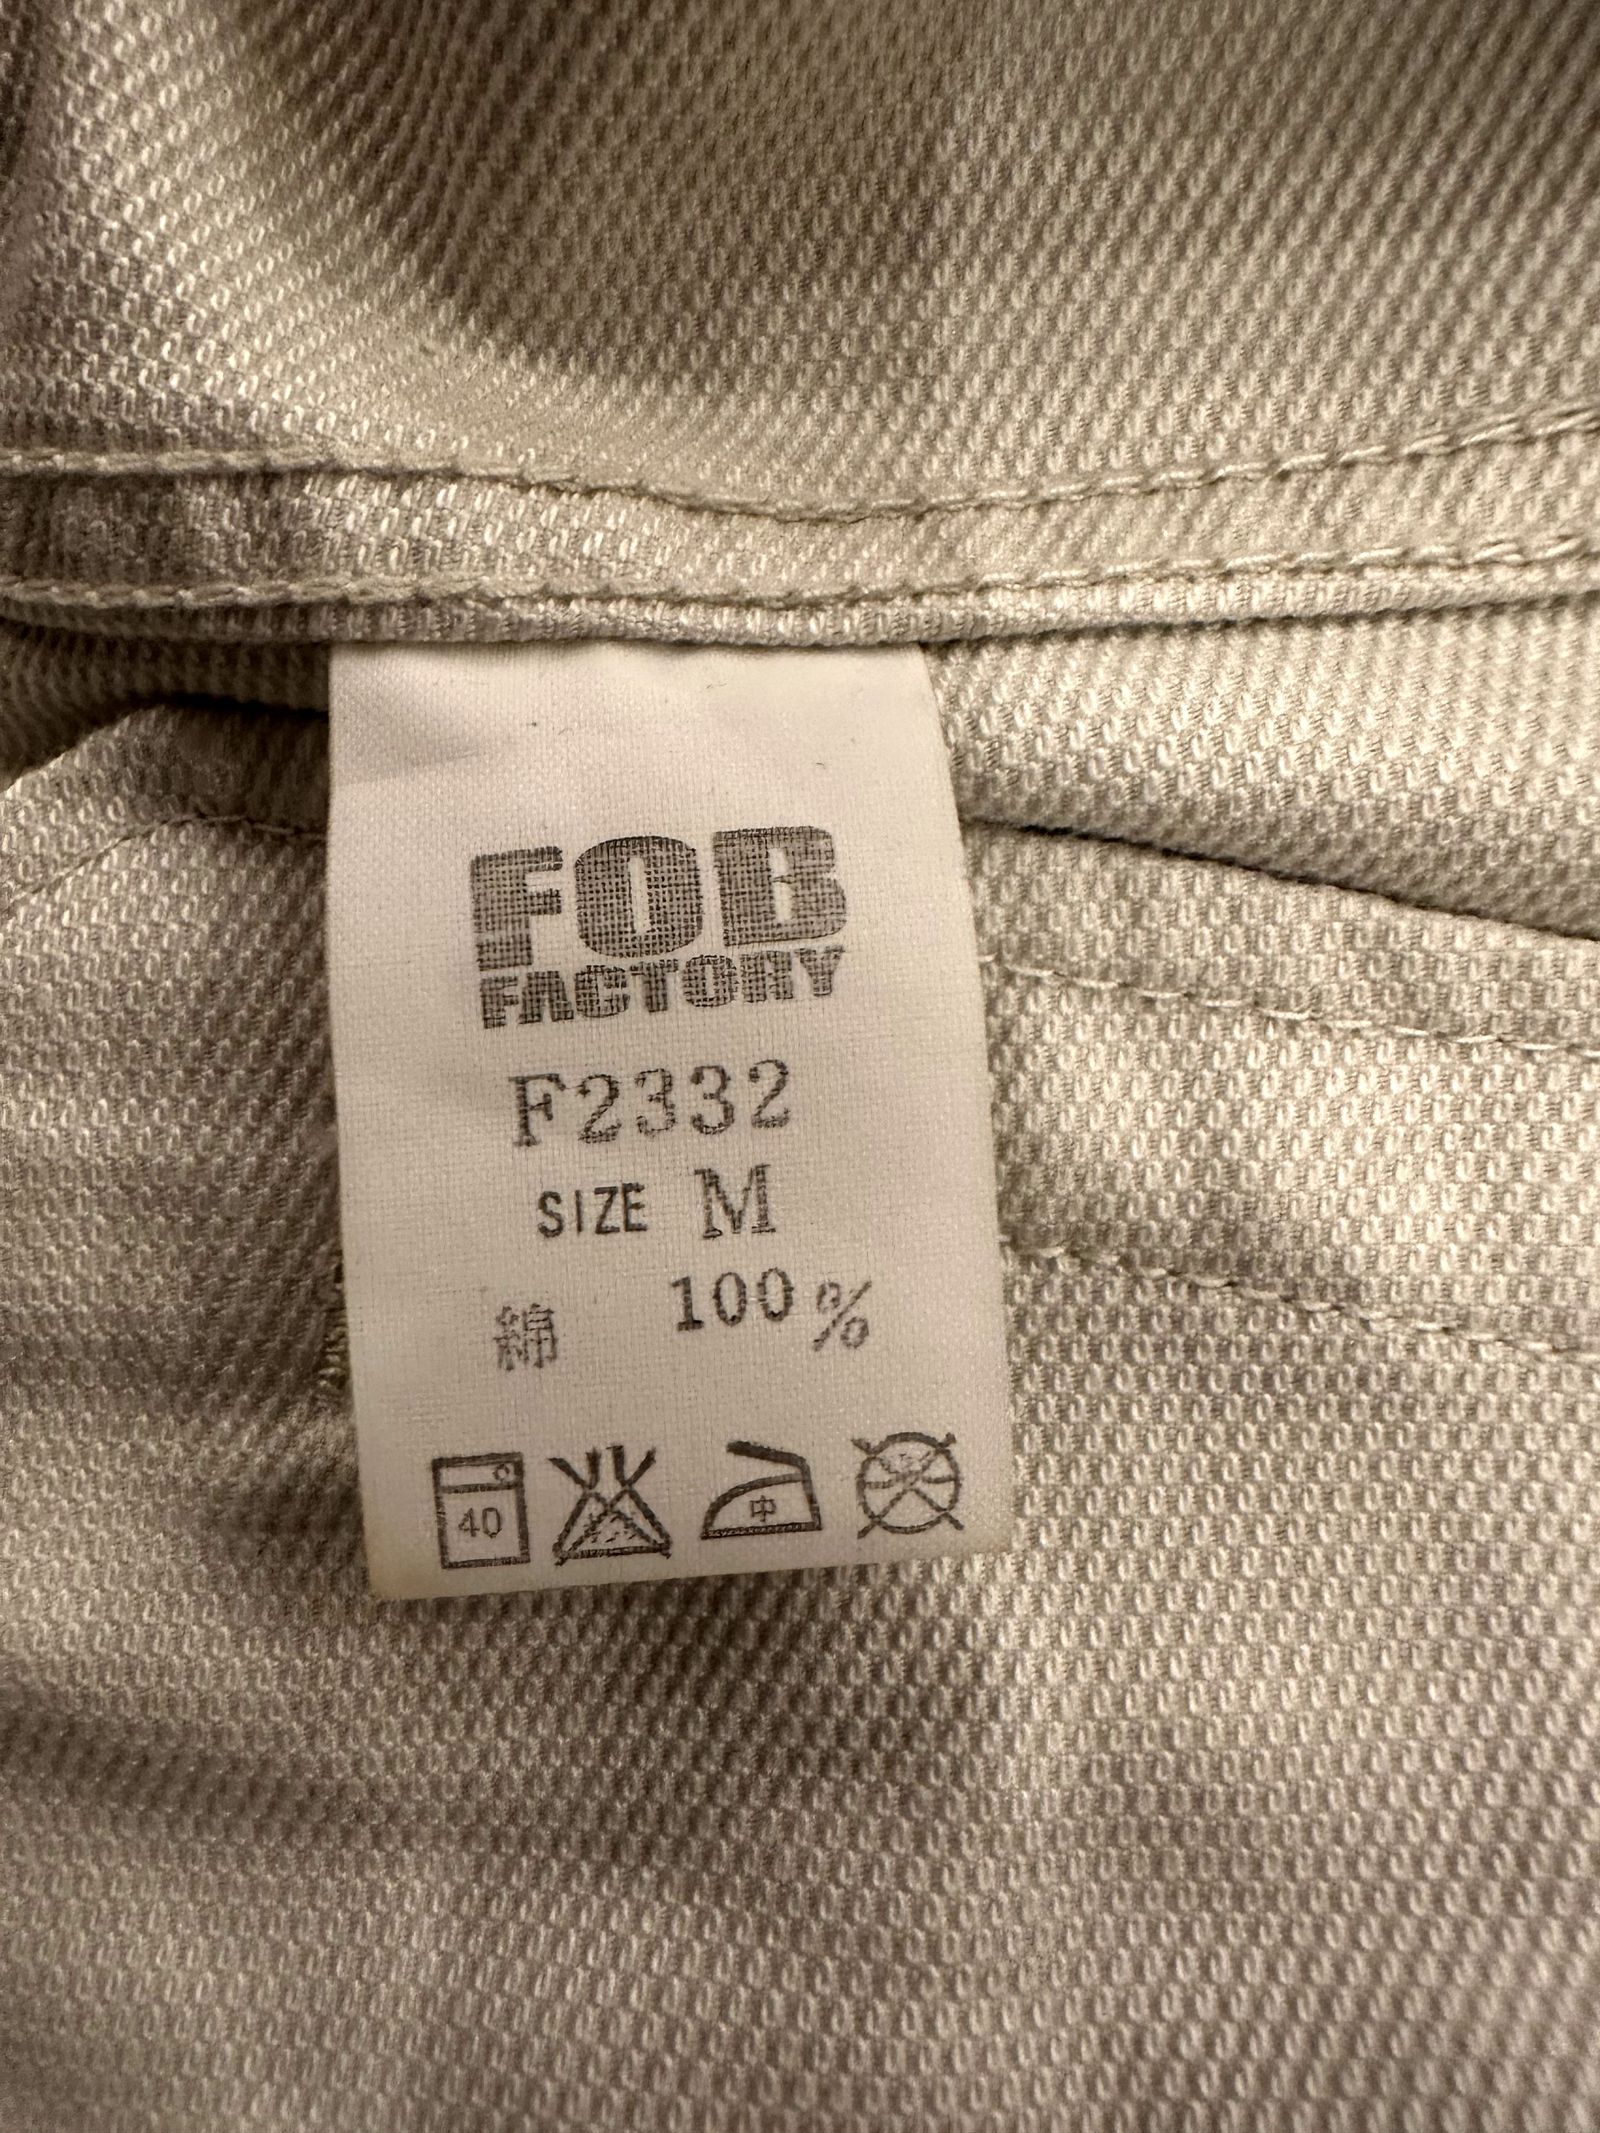 FOB
FACTORY
F2332
SIZE M
綿 100%
40 中